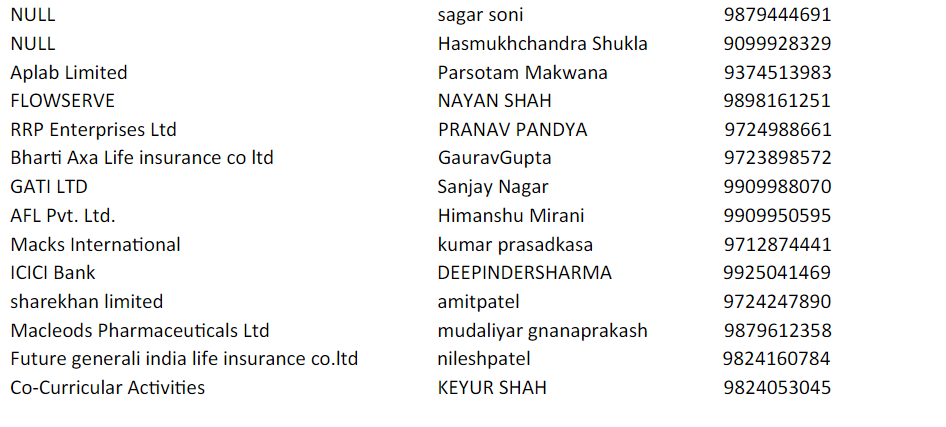 NULL sagar soni 9879444691
NULL Hasmukhchandra Shukla 9099928329
Aplab Limited Parsotam Makwana 9374513983
FLOWSERVE NAYAN SHAH 9898161251
RRP Enterprises Ltd PRANAV PANDYA 9724988661
Bharti Axa Life insurance co ltd GauravGupta 9723898572
GATI LTD Sanjay Nagar 9909988070
AFL Pvt. Ltd. Himanshu Mirani 9909950595
Macks International kumar prasadkasa 9712874441
ICICI Bank DEEPINDERSHARMA 9925041469
sharekhan limited amitpatel 9724247890
Macleods Pharmaceuticals Ltd mudaliyar gnanaprakash 9879612358
Future generali india life insurance co.ltd nileshpatel 9824160784
Co-Curricular Activities KEYUR SHAH 9824053045